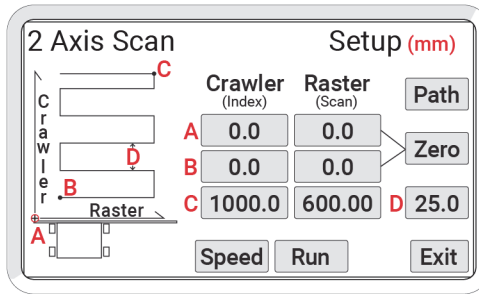 2 Axis Scan
Setup (mm)
C
Crawler
D
B
Raster
A
Crawler Raster
(Index) (Scan)
A 0.0 0.0
B 0.0 0.0
C 1000.0 600.00 D 25.0
Path
Zero
Speed Run Exit